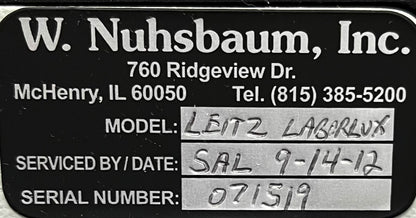 W. Nuhsbaum, Inc.
760 Ridgeview Dr.
McHenry, IL 60050 Tel. (815) 385-5200
MODEL: LEITZ LABORLUX
SERVICED BY / DATE: SAL 9-14-12
SERIAL NUMBER: 071519